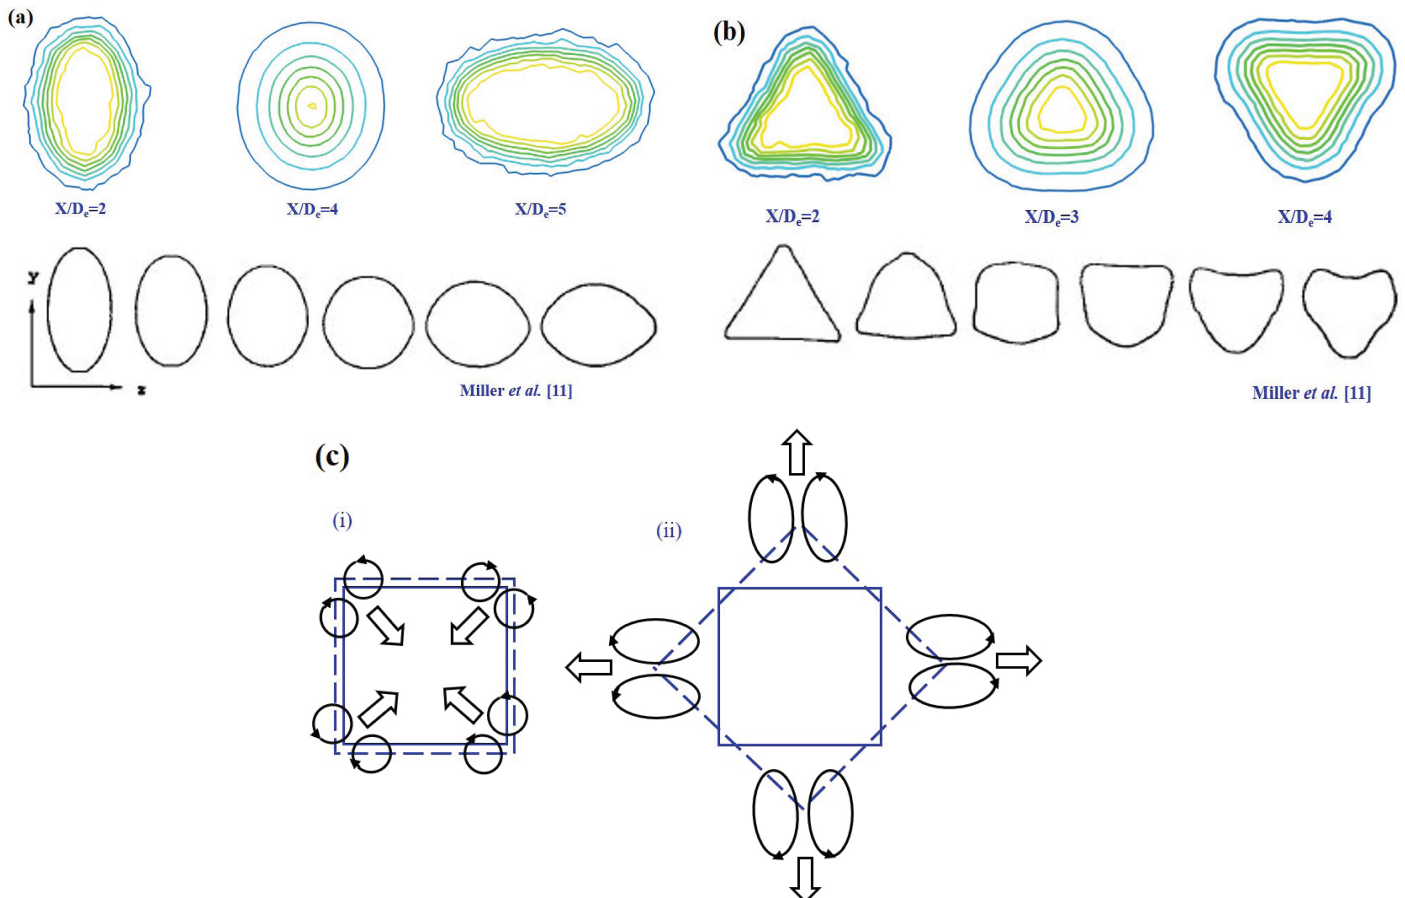 (a)
X/De=2
X/De=4
X/De=5
Y
z
Miller et al. [11]
(b)
X/De=2
X/De=3
X/De=4
Miller et al. [11]
(c)
(i)
(ii)